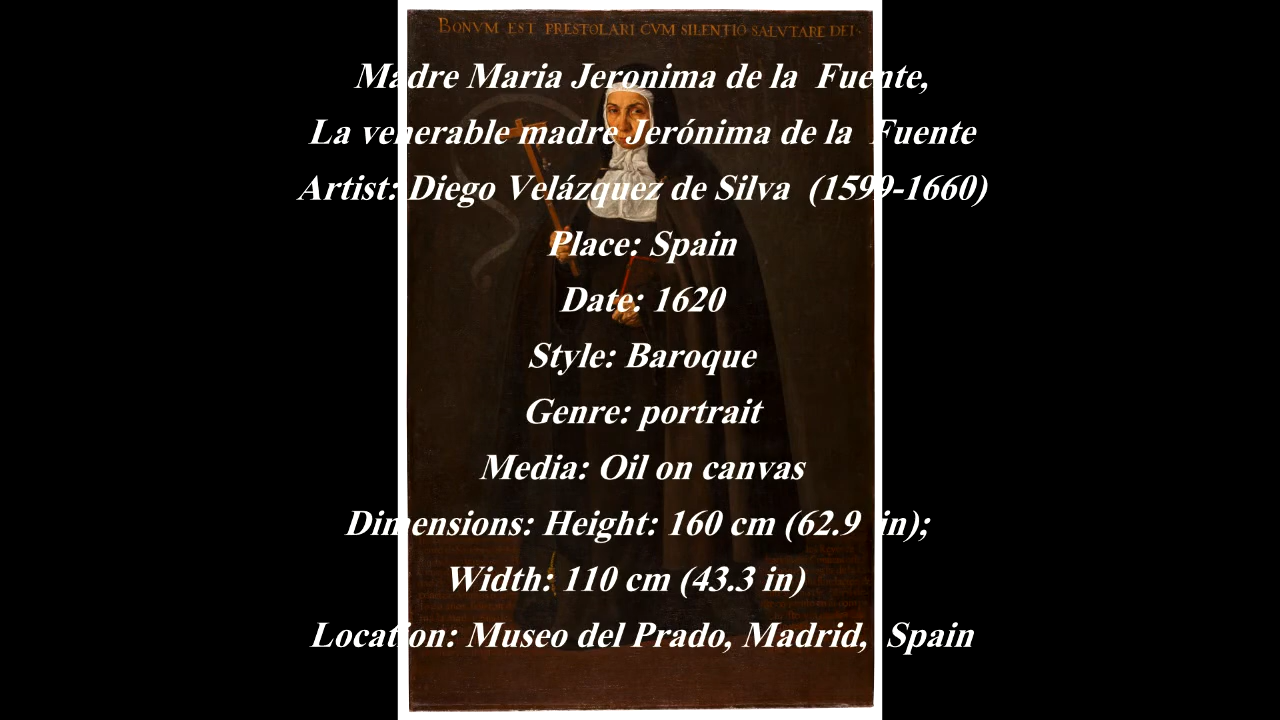 BONVM EST PRESTOLARI CVM SILENTIO SALVTARE DEI
Madre Maria Jeronima de la Fuente,
La venerable madre Jerónima de la Fuente
Artist: Diego Velázquez de Silva (1599-1660)
Place: Spain
Date: 1620
Style: Baroque
Genre: portrait
Media: Oil on canvas
Dimensions: Height: 160 cm (62.9 in);
Width: 110 cm (43.3 in)
Location: Museo del Prado, Madrid, Spain